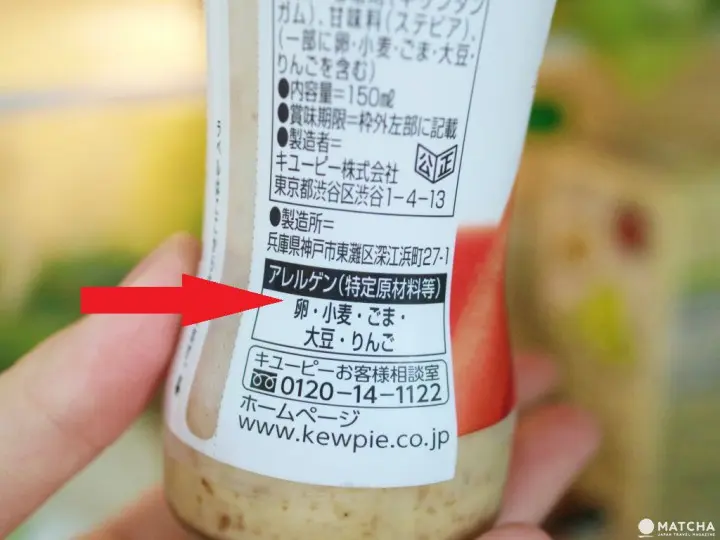 ガム)、甘味料(ステビア)、
(一部に卵・小麦・ごま・大豆・
りんごを含む)
●内容量=150㎖
●賞味期限=枠外左部に記載
●製造者=
キユーピー株式会社
東京都渋谷区渋谷1-4-13
公正
●製造所=
兵庫県神戸市東灘区深江浜町27-1
アレルゲン(特定原材料等)
卵・小麦・ごま・
大豆・りんご
キユーピーお客様相談室
0120-14-1122
ホームページ
www.kewpie.co.jp
MATCHA
JAPAN TRAVEL MAGAZINE